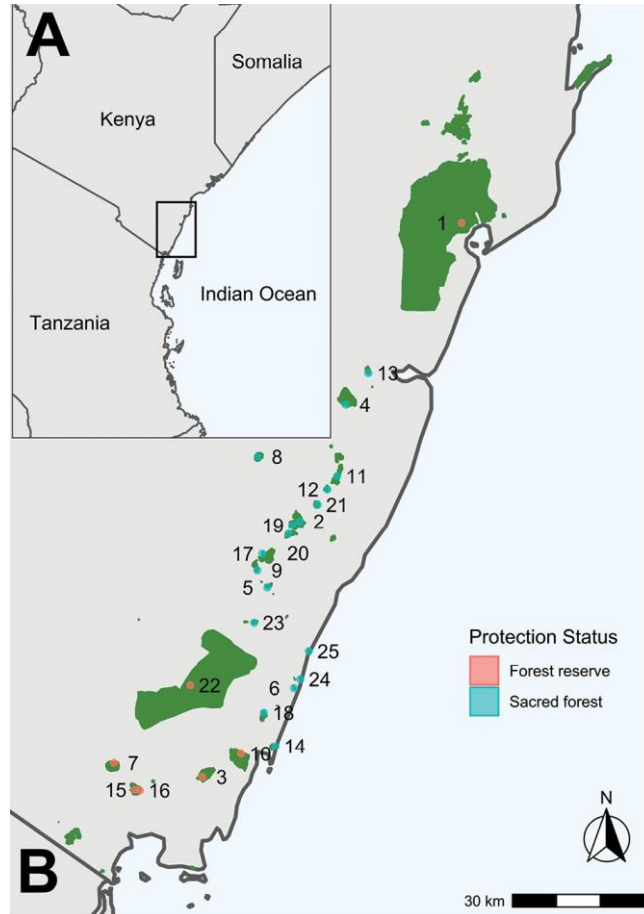 A
Somalia
Kenya
Indian Ocean
Tanzania
1
13
4
8
11
12
21
19 2
17 20
9
5
23
25
Protection Status
22 24
6
Forest reserve
Sacred forest
18
14
10
7
3
15 16
N
B
30 km